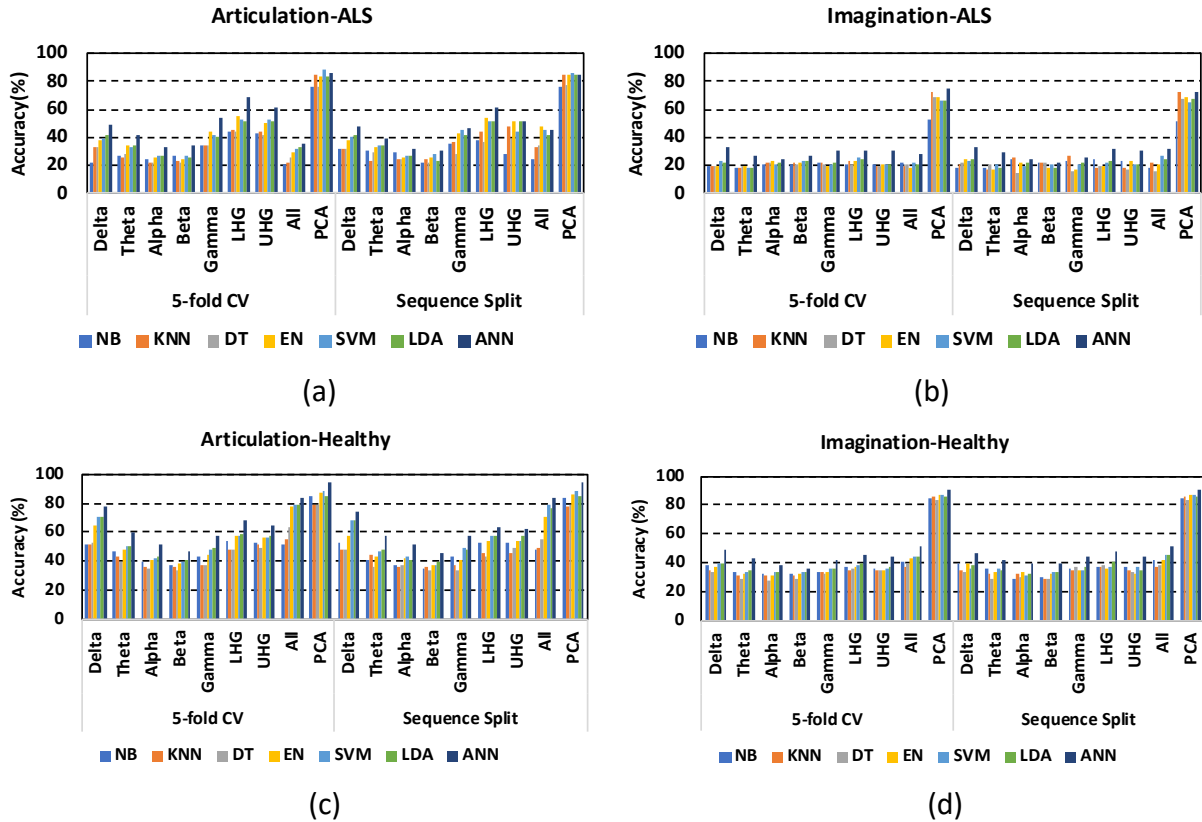 Articulation-ALS
Accuracy(%)
100
80
60
40
20
0
Delta Theta Alpha Beta Gamma LHG UHG All PCA Delta Theta Alpha Beta Gamma LHG UHG All PCA
5-fold CV Sequence Split
NB KNN DT EN SVM LDA ANN
(a)
Imagination-ALS
Accuracy(%)
100
80
60
40
20
0
Delta Theta Alpha Beta Gamma LHG UHG All PCA Delta Theta Alpha Beta Gamma LHG UHG All PCA
5-fold CV Sequence Split
NB KNN DT EN SVM LDA ANN
(b)
Articulation-Healthy
Accuracy (%)
100
80
60
40
20
0
Delta Theta Alpha Beta Gamma LHG UHG All PCA Delta Theta Alpha Beta Gamma LHG UHG All PCA
5-fold CV Sequence Split
NB KNN DT EN SVM LDA ANN
(c)
Imagination-Healthy
Accuracy (%)
100
80
60
40
20
0
Delta Theta Alpha Beta Gamma LHG UHG All PCA Delta Theta Alpha Beta Gamma LHG UHG All PCA
5-fold CV Sequence Split
NB KNN DT EN SVM LDA ANN
(d)